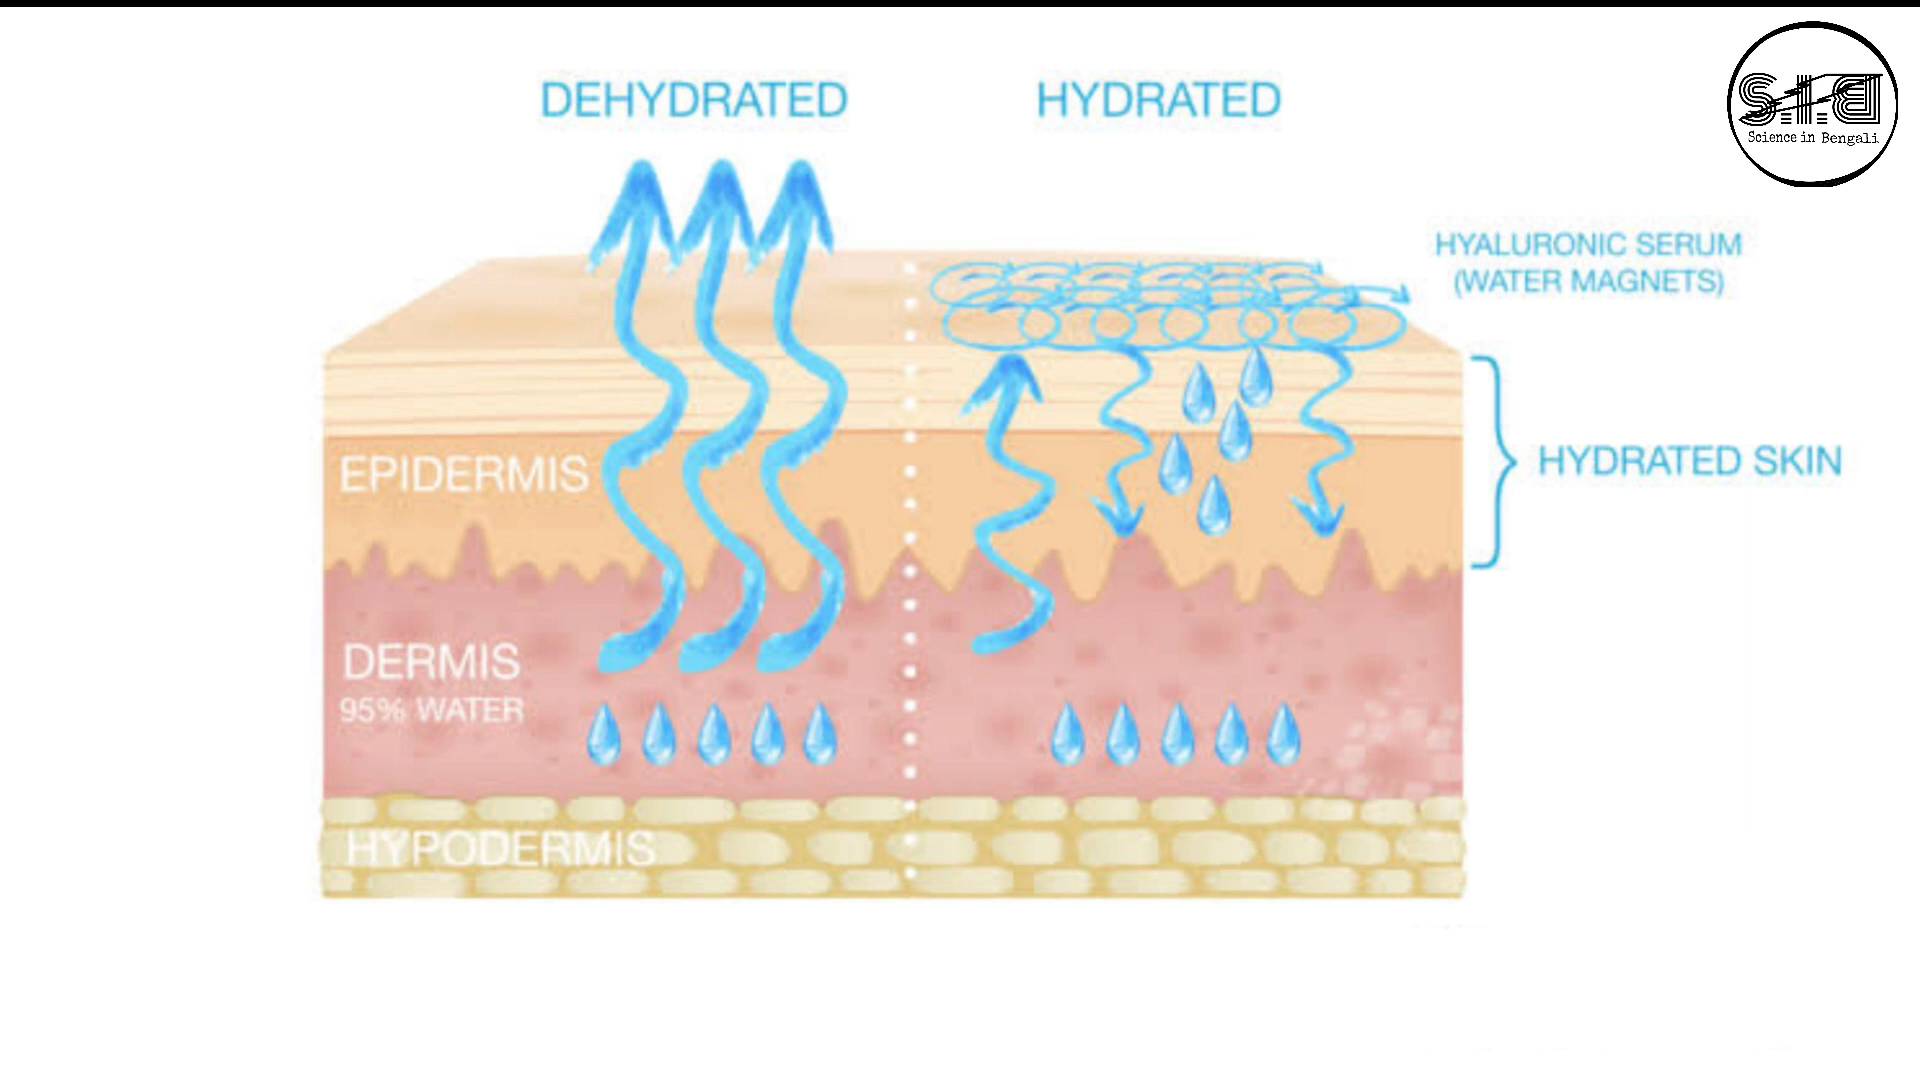 DEHYDRATED
HYDRATED
S.I.B
Science in Bengali
HYALURONIC SERUM
(WATER MAGNETS)
EPIDERMIS
HYDRATED SKIN
DERMIS
95% WATER
HYPODERMIS